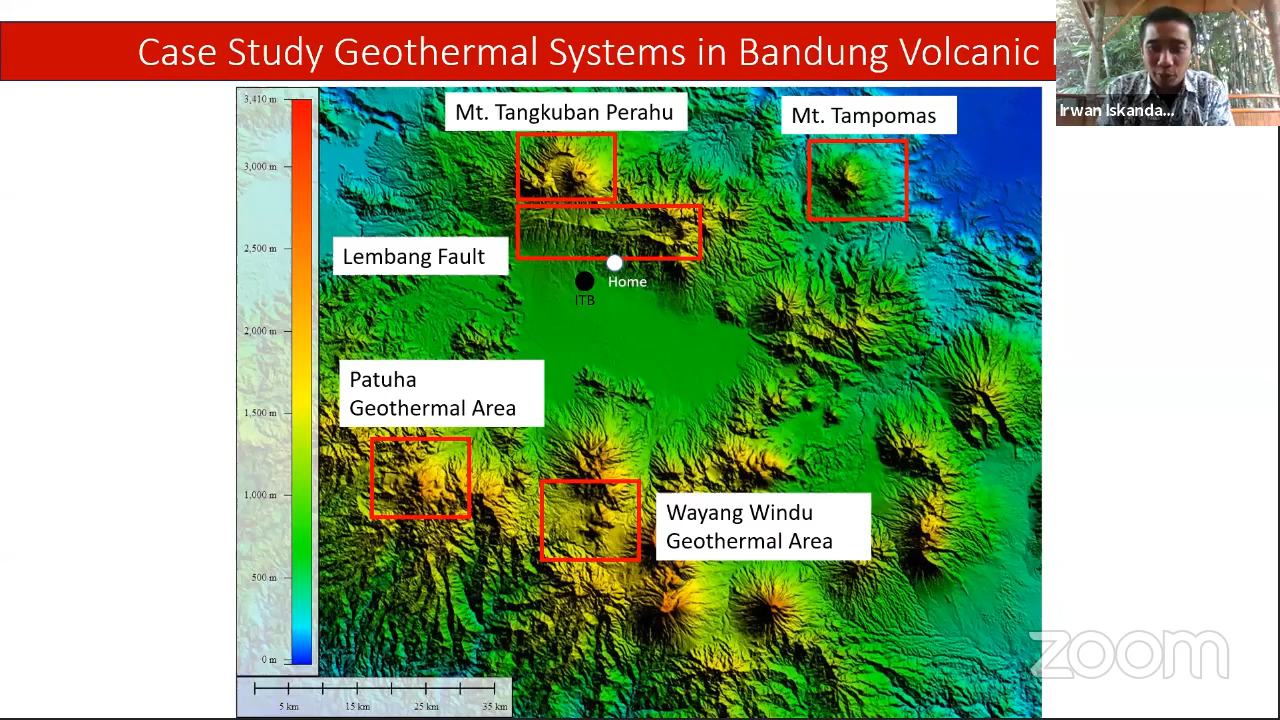 Case Study Geothermal Systems in Bandung Volcanic
Irwan Iskanda...
3,410 m
3,000 m
2,500 m
2,000 m
1,500 m
1,000 m
500 m
0 m
Mt. Tangkuban Perahu
Mt. Tampomas
Lembang Fault
Home
ITB
Patuha
Geothermal Area
Wayang Windu
Geothermal Area
5 km
15 km
25 km
35 km
zoom